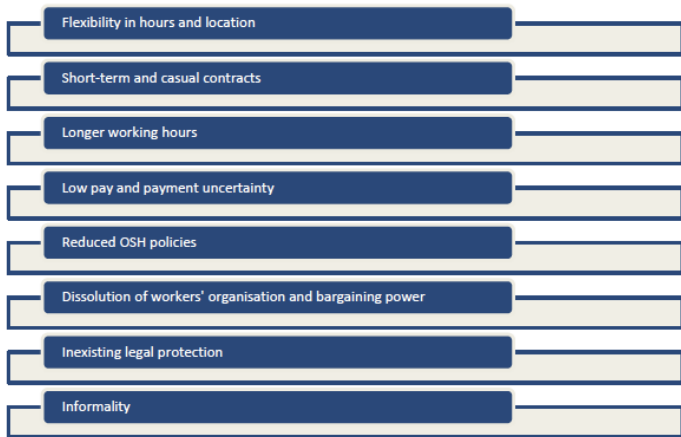 Flexibility in hours and location
Short-term and casual contracts
Longer working hours
Low pay and payment uncertainty
Reduced OSH policies
Dissolution of workers' organisation and bargaining power
Inexisting legal protection
Informality